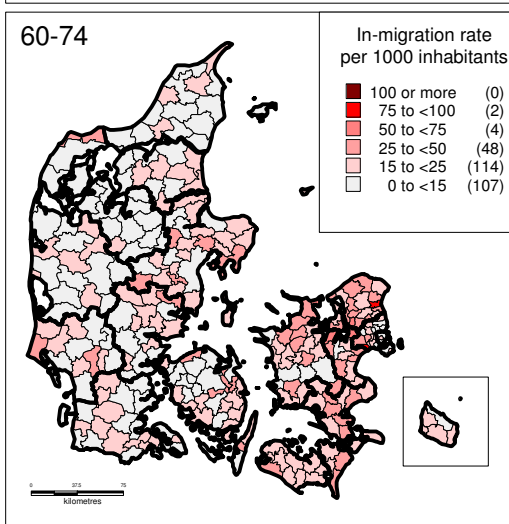 60-74
In-migration rate
per 1000 inhabitants
100 or more (0)
75 to <100 (2)
50 to <75 (4)
25 to <50 (48)
15 to <25 (114)
0 to <15 (107)
0 37.5 75
kilometres